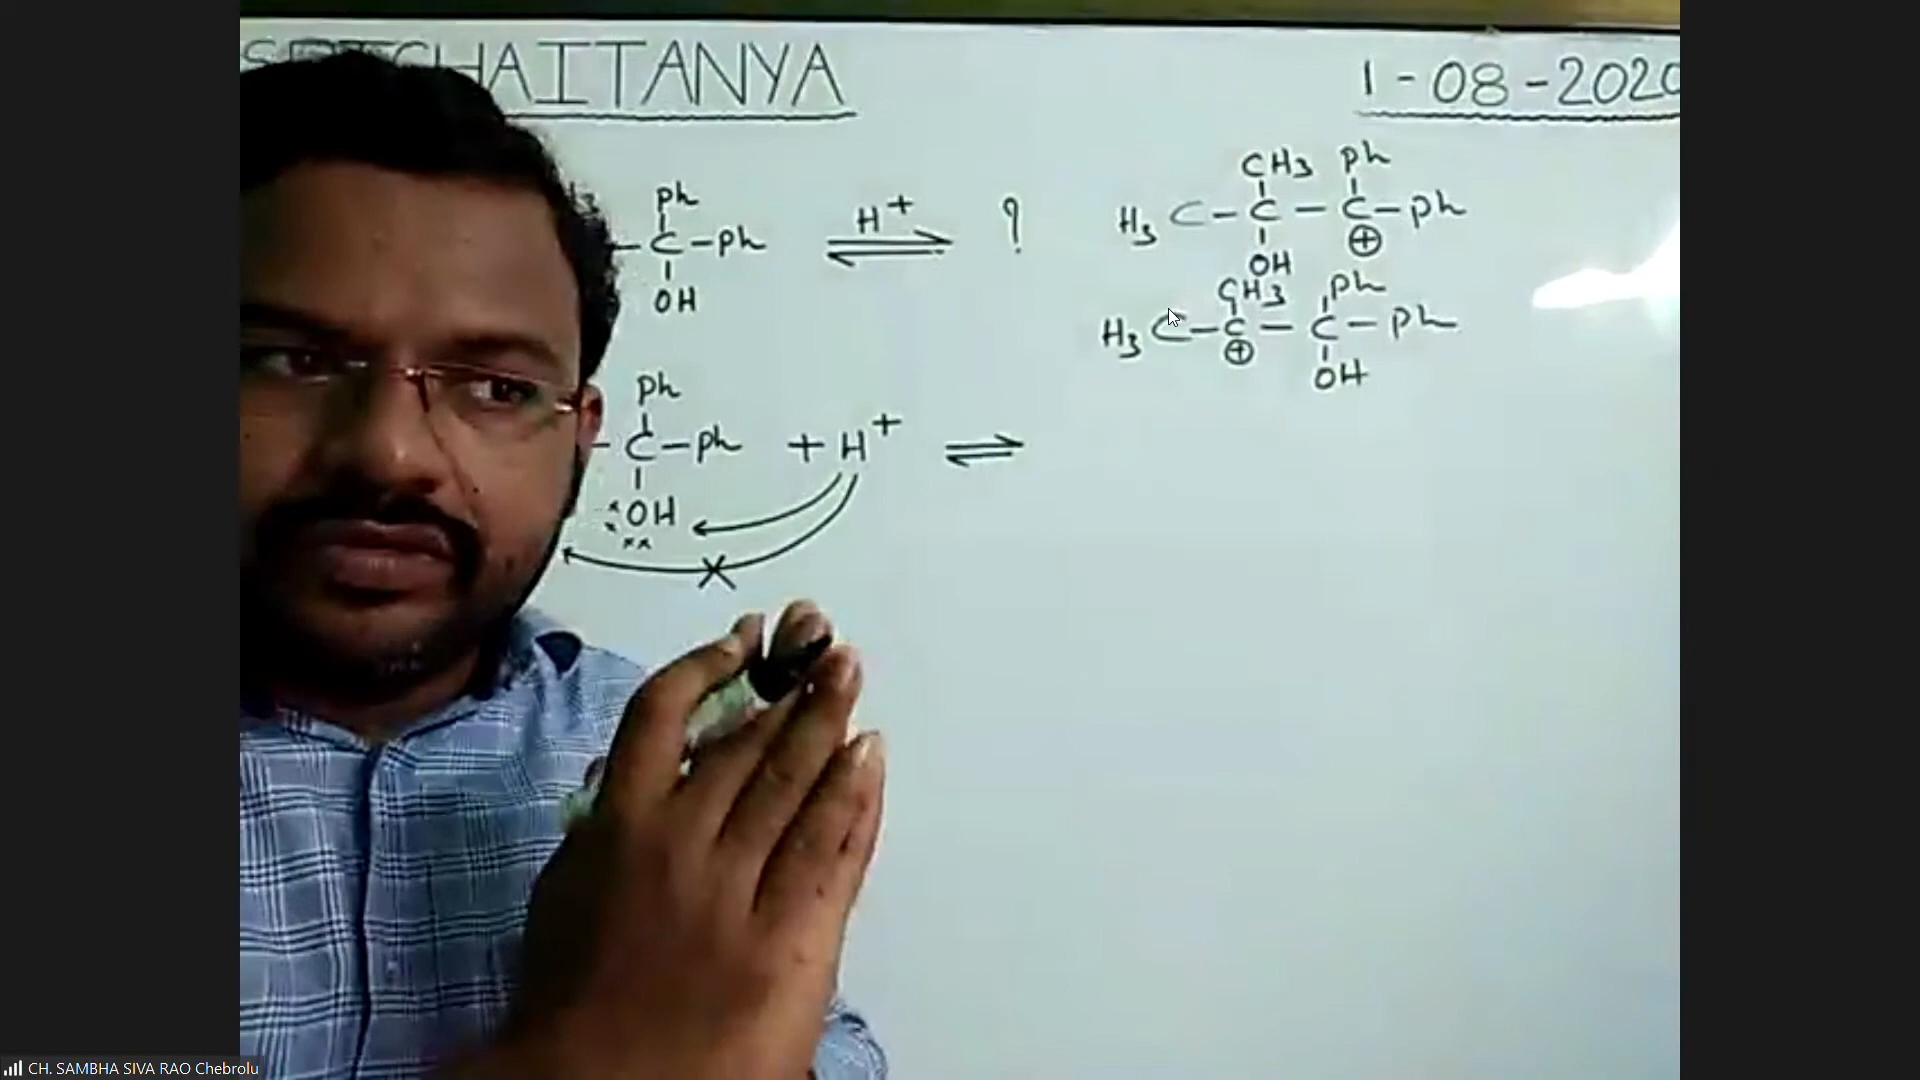 CHAITANYA
1-08-2020
Ph
C-Ph
OH
H+
?
CH3 Ph
H3C-C-C-Ph
⊕
OH
CH3 Ph
H3C-C-C-Ph
⊕
OH
Ph
-C-Ph + H+ ⇌
:OH
CH. SAMBHA SIVA RAO Chebrolu